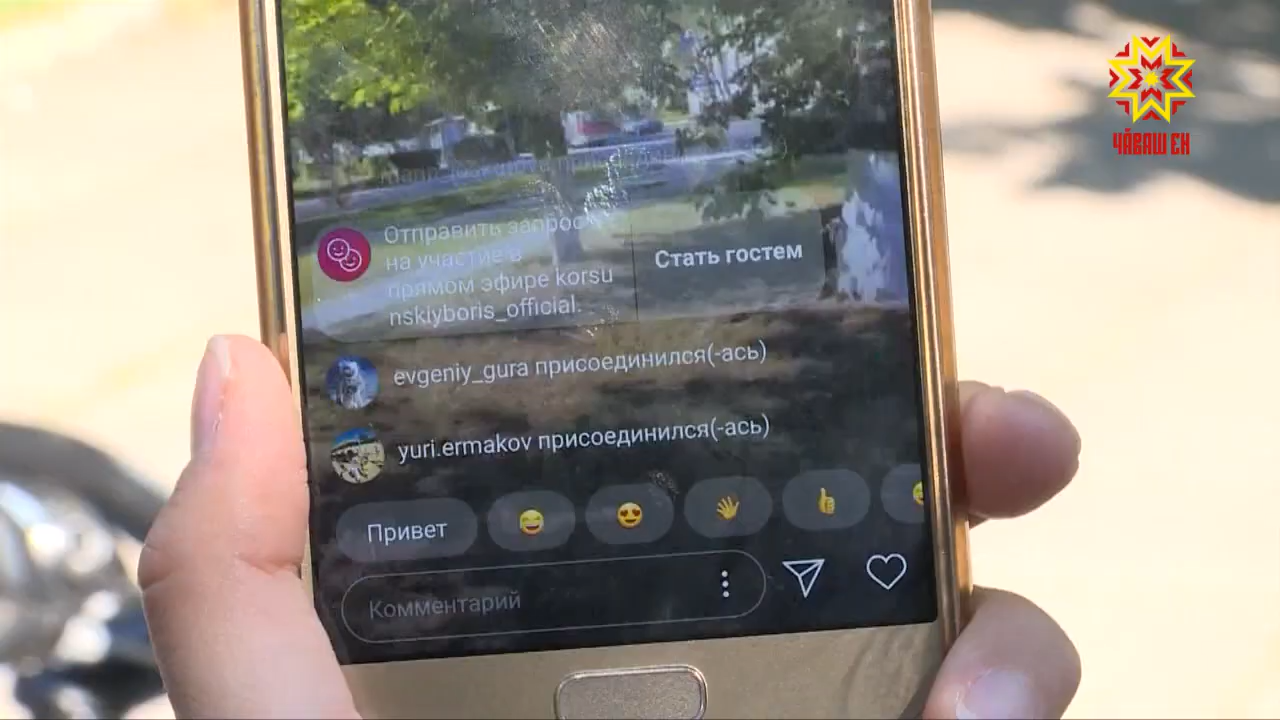 ЧӐВАШ ЕН
Отправить запрос
на участие в
прямом эфире korsu
nskiyboris_official.
Стать гостем
evgeniy_gura присоединился(-ась)
yuri.ermakov присоединился(-ась)
Привет
Комментарий